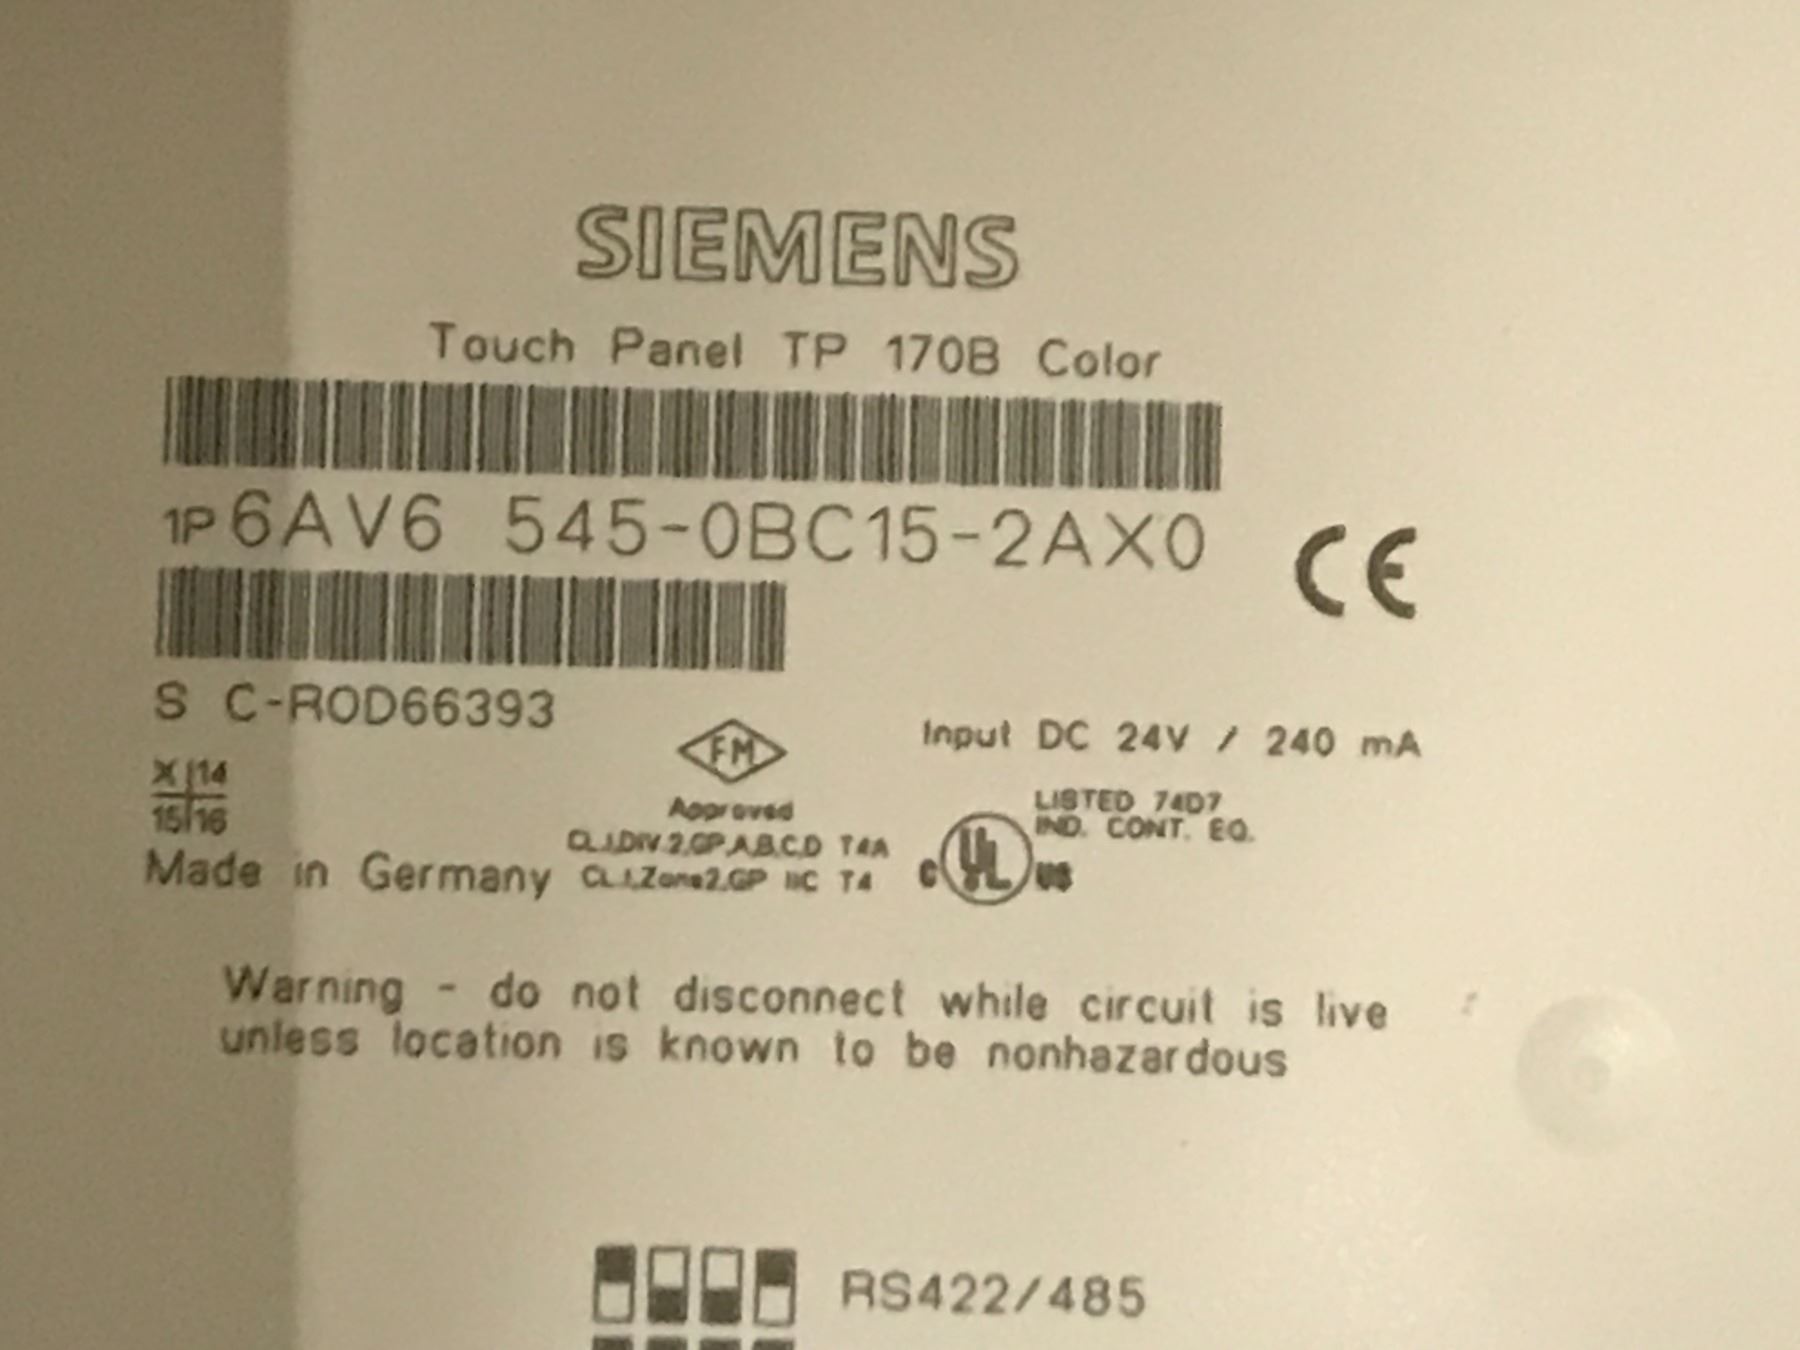 SIEMENS
Touch Panel TP 170B Color
1P 6AV6 545-0BC15-2AX0
CE
S C-R0D66393
Input DC 24V / 240 mA
FM
X 14
15 16
Approved
LISTED 74D7
IND. CONT. EQ.
CL.I,DIV.2,GP.A,B,C,D T4A
CL.I,Zone2,GP IIC T4
C UL US
Made in Germany
Warning - do not disconnect while circuit is live
unless location is known to be nonhazardous
RS422/485